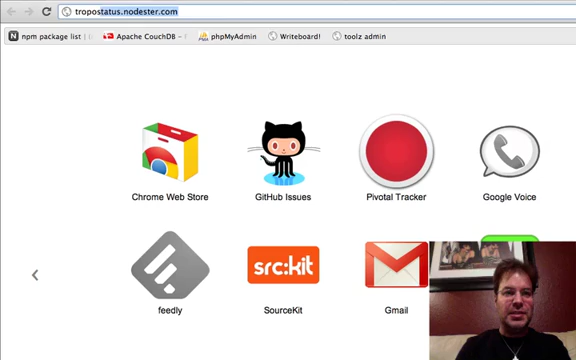 tropostatus.nodester.com
npm package list | b
Apache CouchDB – F
phpMyAdmin
Writeboard!
toolz admin
Chrome Web Store
GitHub Issues
Pivotal Tracker
Google Voice
src:kit
feedly
SourceKit
Gmail